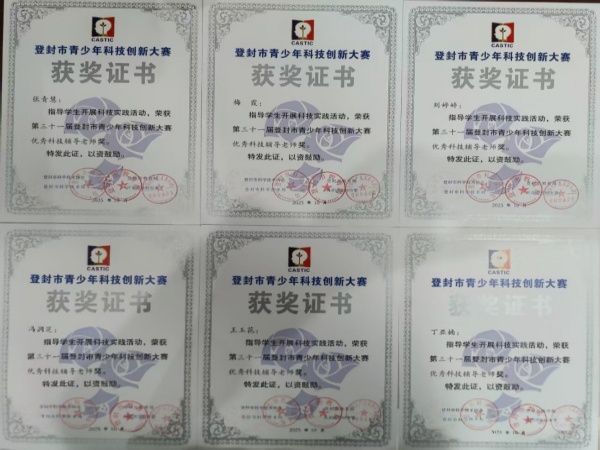 CASTIC
登封市青少年科技创新大赛
获奖证书
张青慧：
指导学生开展科技实践活动，荣获
第三十一届登封市青少年科技创新大赛
优秀科技辅导老师奖。
特发此证，以资鼓励。
CASTIC
登封市青少年科技创新大赛
获奖证书
梅霞：
指导学生开展科技实践活动，荣获
第三十一届登封市青少年科技创新大赛
优秀科技辅导老师奖。
特发此证，以资鼓励。
CASTIC
登封市青少年科技创新大赛
获奖证书
刘婷婷：
指导学生开展科技实践活动，荣获
第三十一届登封市青少年科技创新大赛
优秀科技辅导老师奖。
特发此证，以资鼓励。
CASTIC
登封市青少年科技创新大赛
获奖证书
指导学生开展科技实践活动，荣获
第三十一届登封市青少年科技创新大赛
优秀科技辅导老师奖。
特发此证，以资鼓励。
CASTIC
登封市青少年科技创新大赛
获奖证书
指导学生开展科技实践活动，荣获
第三十一届登封市青少年科技创新大赛
优秀科技辅导老师奖。
特发此证，以资鼓励。
CASTIC
登封市青少年科技创新大赛
获奖证书
指导学生开展科技实践活动，荣获
第三十一届登封市青少年科技创新大赛
优秀科技辅导老师奖。
特发此证，以资鼓励。